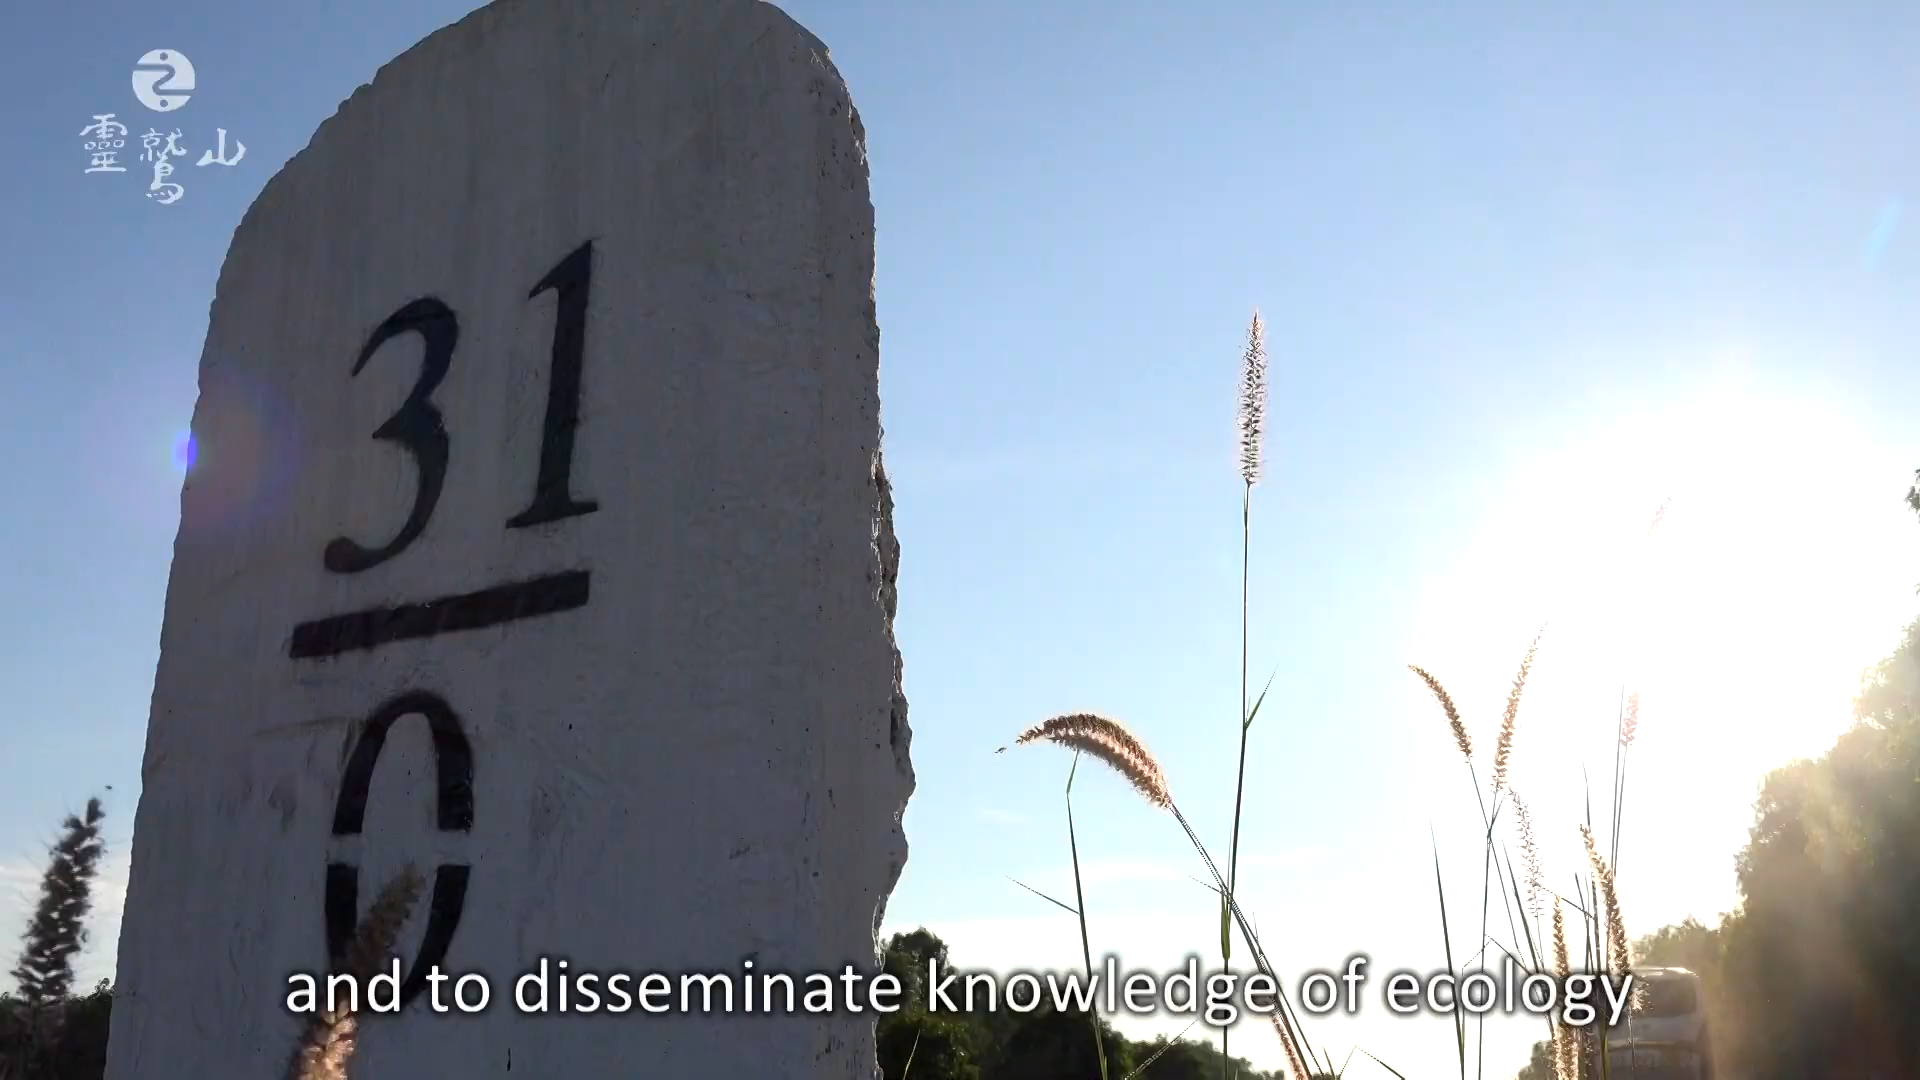 靈鷲山
31
0
and to disseminate knowledge of ecology